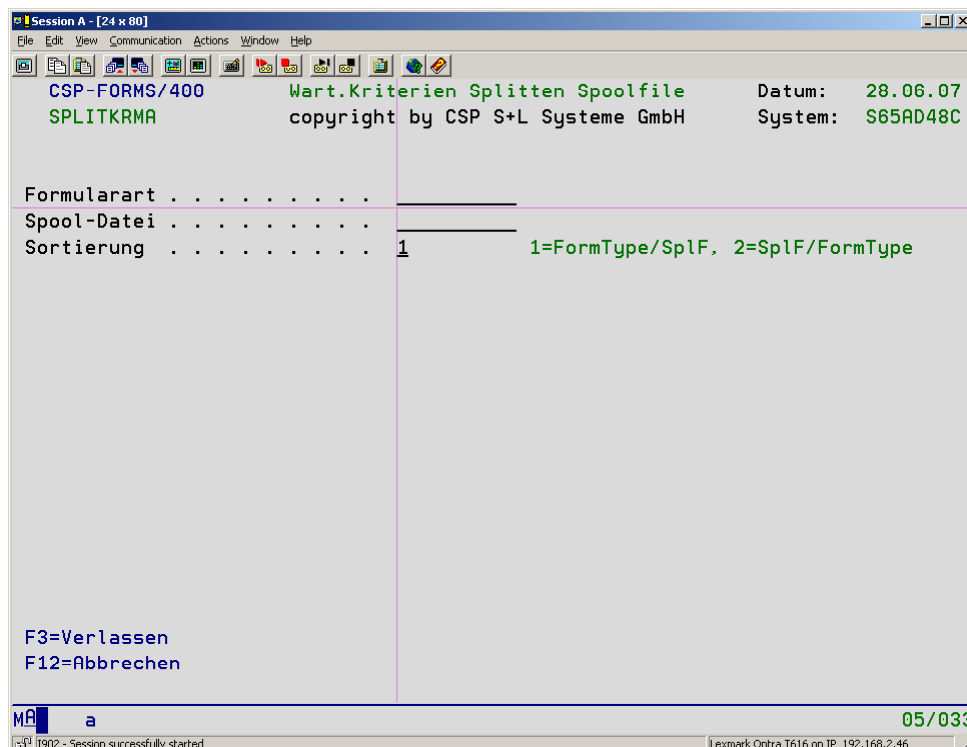 Session A - [24 x 80]
File Edit View Communication Actions Window Help
CSP-FORMS/400 Wart.Kriterien Splitten Spoolfile Datum: 28.06.07
SPLITKRMA copyright by CSP S+L Systeme GmbH System: S65AD48C
Formularart . . . . . . . . .
Spool-Datei . . . . . . . . .
Sortierung . . . . . . . . . 1 1=FormType/SplF, 2=SplF/FormType
F3=Verlassen
F12=Abbrechen
MA a 05/033
I902 - Session successfully started Lexmark Optra T616 on IP_192.168.2.46